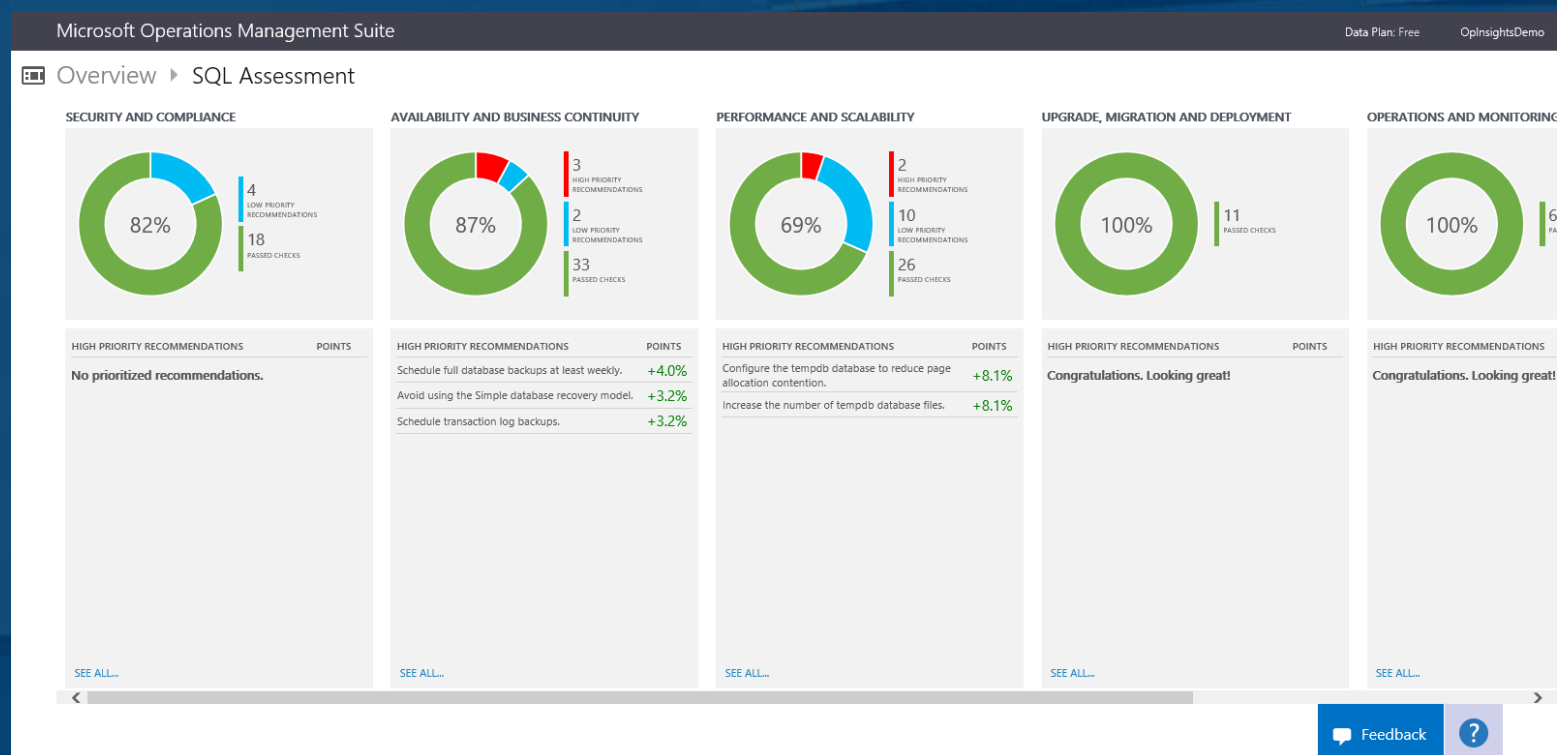 Microsoft Operations Management Suite
Data Plan: Free
OpInsightsDemo
Overview
SQL Assessment
SECURITY AND COMPLIANCE
82%
4
LOW PRIORITY
RECOMMENDATIONS
18
PASSED CHECKS
HIGH PRIORITY RECOMMENDATIONS POINTS
No prioritized recommendations.
SEE ALL...
AVAILABILITY AND BUSINESS CONTINUITY
87%
3
HIGH PRIORITY
RECOMMENDATIONS
2
LOW PRIORITY
RECOMMENDATIONS
33
PASSED CHECKS
HIGH PRIORITY RECOMMENDATIONS POINTS
Schedule full database backups at least weekly. +4.0%
Avoid using the Simple database recovery model. +3.2%
Schedule transaction log backups. +3.2%
SEE ALL...
PERFORMANCE AND SCALABILITY
69%
2
HIGH PRIORITY
RECOMMENDATIONS
10
LOW PRIORITY
RECOMMENDATIONS
26
PASSED CHECKS
HIGH PRIORITY RECOMMENDATIONS POINTS
Configure the tempdb database to reduce page
allocation contention. +8.1%
Increase the number of tempdb database files. +8.1%
SEE ALL...
UPGRADE, MIGRATION AND DEPLOYMENT
100%
11
PASSED CHECKS
HIGH PRIORITY RECOMMENDATIONS POINTS
Congratulations. Looking great!
SEE ALL...
OPERATIONS AND MONITORING
100%
6
HIGH PRIORITY RECOMMENDATIONS
Congratulations. Looking great!
SEE ALL...
Feedback
?